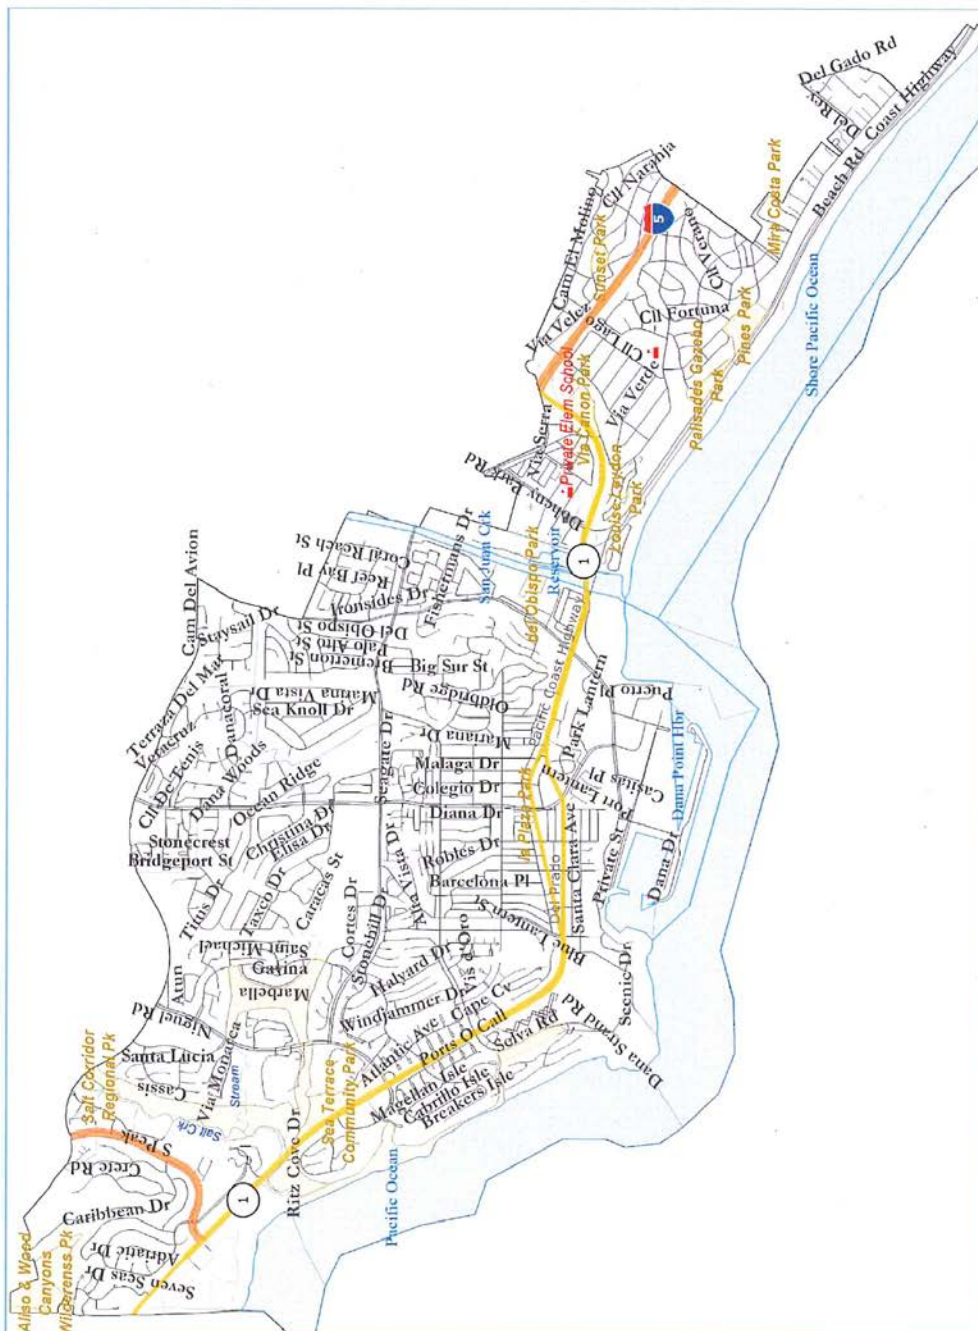 Del Gado Rd
Del Rey
Coast Highway
Beach Rd
Mira Costa Park
Cll Naranja
Cam El Molino
Sunset Park
5
Cll Verano
Via Velez
Cll Lago
Cll Fortuna
Pines Park
Palisades Gazebo
Park
Shore Pacific Ocean
Private Elem School
Via Canon Park
Via Verde
Via Serra
Doheny Park Rd
Louise Leydon
Park
1
Reservoir
del Obispo Park
San Juan Crk
Fishermans Dr
Coral Reach St
Reef Bay Pl
Ironsides Dr
Del Obispo St
Palo Alto St
Bremerton St
Big Sur St
Oldbridge Rd
Cam Del Avion
Staysail Dr
Terraza Del Mar
Veracruz
Danacoral
Marina Vista Dr
Sea Knoll Dr
Cll De Tenis
Dana Woods
Ocean Ridge
Seagate Dr
Mariana Dr
Malaga Dr
Colegio Dr
Diana Dr
Robles Dr
Barcelona Pl
Pacific Coast Highway
Park Lantern
Puerto Pl
Casitas Pl
Port Lantern
Dana Point Hbr
la Plaza Park
Santa Clara Ave
Private St
Dana Dr
Del Prado
Blue Lantern St
Stonecrest
Bridgeport St
Christina Dr
Elisa Dr
Titus Dr
Taxco Dr
Caracas St
Cortes Dr
Stonehill Dr
Alta Vista Dr
Vis d'Oro
Halyard Dr
Windjammer Dr
Cape Cv
Atlantic Ave
Ports O Call
Selva Rd
Scenic Dr
Dana Strand Rd
Saint Michael
Gavina
Marbella
Atun
Niguel Rd
Santa Lucia
Cassis
Via Monarca
Stream
Salt Crk
Salt Corridor
Regional Pk
Sea Terrace
Community Park
Magellan Isle
Cabrillo Isle
Breakers Isle
Ritz Cove Dr
Pacific Ocean
S Peak
Crete Rd
Caribbean Dr
Adriatic Dr
Seven Seas Dr
1
Aliso & Wood
Canyons
Wilderenss Pk